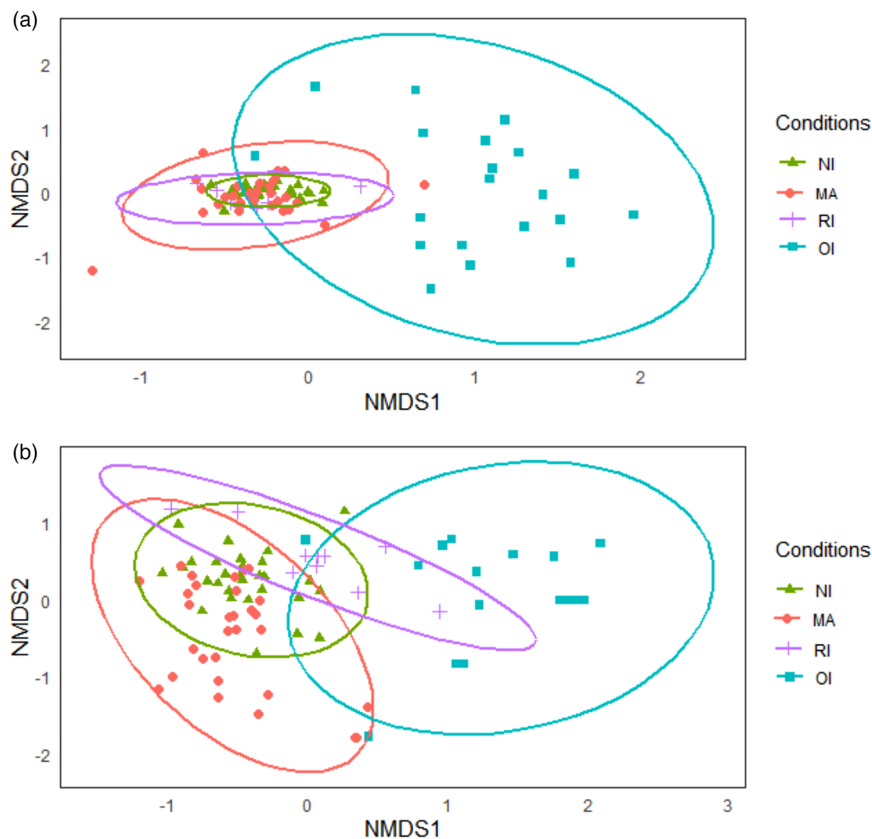 (a)
2
1
0
-1
-2
NMDS2
-1
0
1
2
NMDS1
Conditions
NI
MA
RI
OI
(b)
1
0
-1
-2
NMDS2
-1
0
1
2
3
NMDS1
Conditions
NI
MA
RI
OI